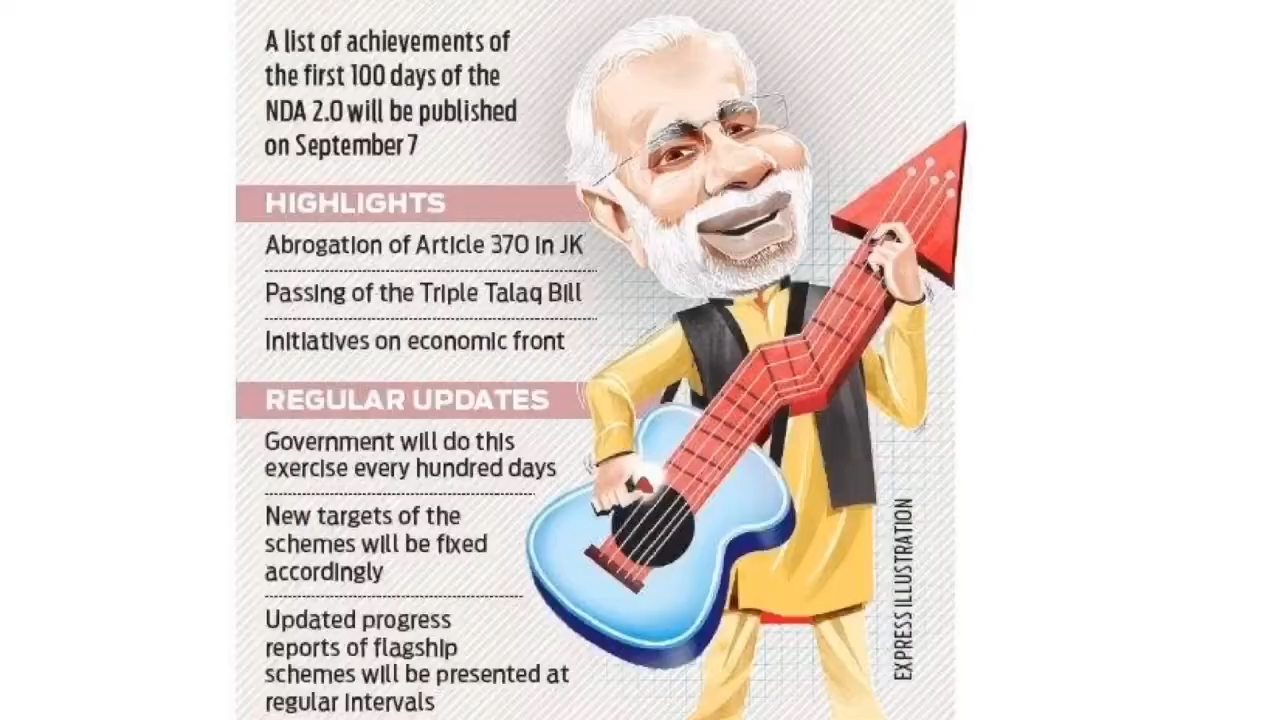 A list of achievements of
the first 100 days of the
NDA 2.0 will be published
on September 7
HIGHLIGHTS
Abrogation of Article 370 in JK
Passing of the Triple Talaq Bill
Initiatives on economic front
REGULAR UPDATES
Government will do this
exercise every hundred days
New targets of the
schemes will be fixed
accordingly
Updated progress
reports of flagship
schemes will be presented at
regular intervals
EXPRESS ILLUSTRATION